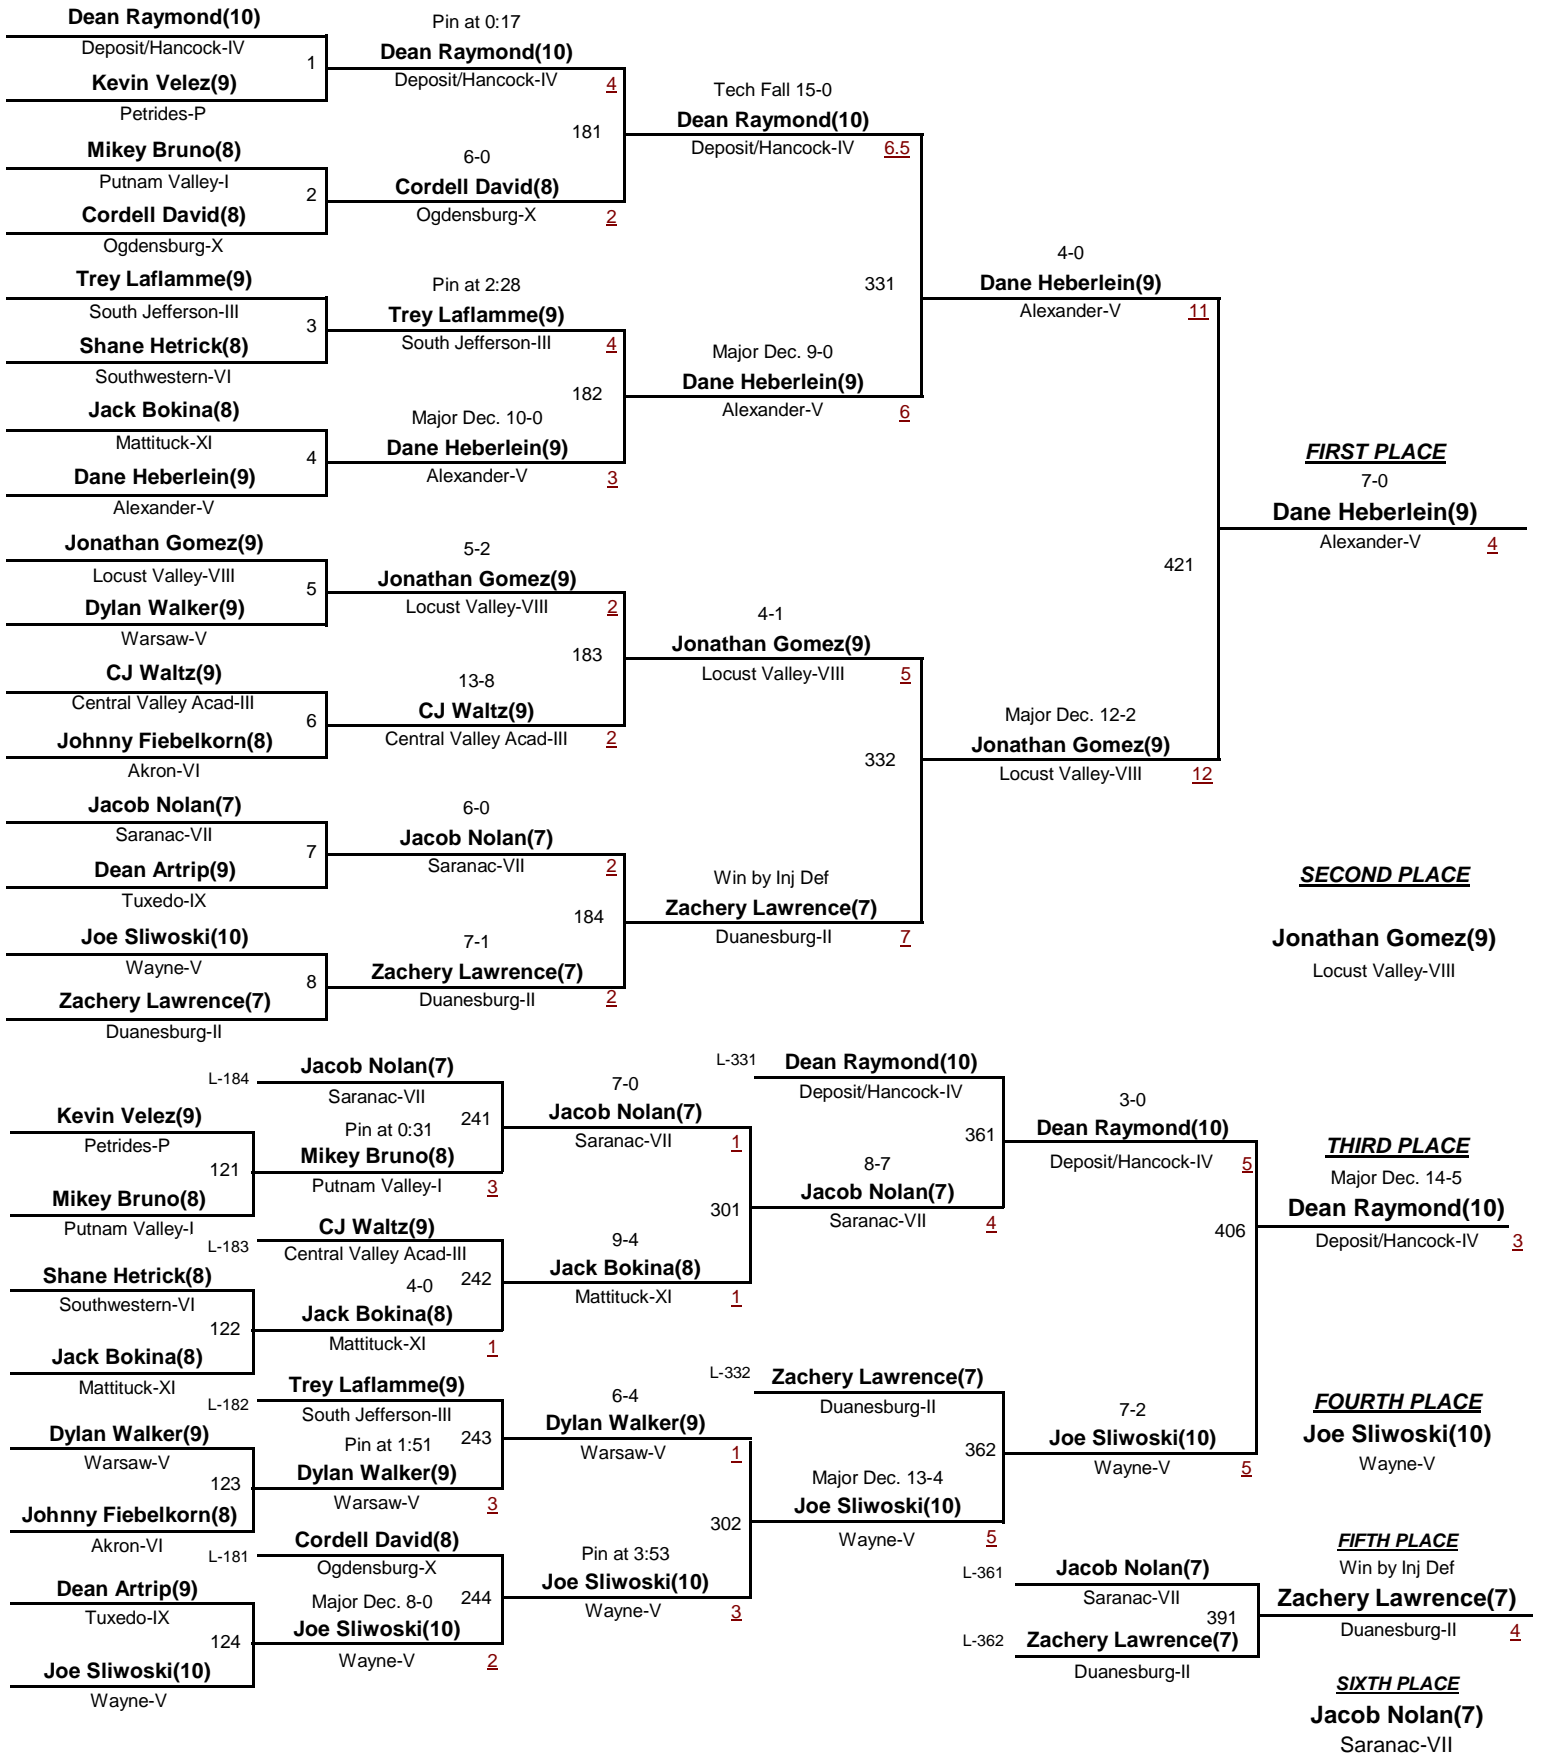 Dean Raymond(10)
Deposit/Hancock-IV
1
Kevin Velez(9)
Petrides-P
Mikey Bruno(8)
Putnam Valley-I
2
Cordell David(8)
Ogdensburg-X
Trey Laflamme(9)
South Jefferson-III
3
Shane Hetrick(8)
Southwestern-VI
Jack Bokina(8)
Mattituck-XI
4
Dane Heberlein(9)
Alexander-V
Jonathan Gomez(9)
Locust Valley-VIII
5
Dylan Walker(9)
Warsaw-V
CJ Waltz(9)
Central Valley Acad-III
6
Johnny Fiebelkorn(8)
Akron-VI
Jacob Nolan(7)
Saranac-VII
7
Dean Artrip(9)
Tuxedo-IX
Joe Sliwoski(10)
Wayne-V
8
Zachery Lawrence(7)
Duanesburg-II
Pin at 0:17
Dean Raymond(10)
Deposit/Hancock-IV 4
181
6-0
Cordell David(8)
Ogdensburg-X 2
Pin at 2:28
Trey Laflamme(9)
South Jefferson-III 4
182
Major Dec. 10-0
Dane Heberlein(9)
Alexander-V 3
5-2
Jonathan Gomez(9)
Locust Valley-VIII 2
183
13-8
CJ Waltz(9)
Central Valley Acad-III 2
6-0
Jacob Nolan(7)
Saranac-VII 2
184
7-1
Zachery Lawrence(7)
Duanesburg-II 2
Tech Fall 15-0
Dean Raymond(10)
Deposit/Hancock-IV 6.5
331
Major Dec. 9-0
Dane Heberlein(9)
Alexander-V 6
4-1
Jonathan Gomez(9)
Locust Valley-VIII 5
332
Win by Inj Def
Zachery Lawrence(7)
Duanesburg-II 7
4-0
Dane Heberlein(9)
Alexander-V 11
421
Major Dec. 12-2
Jonathan Gomez(9)
Locust Valley-VIII 12
FIRST PLACE
7-0
Dane Heberlein(9)
Alexander-V 4
SECOND PLACE
Jonathan Gomez(9)
Locust Valley-VIII
Kevin Velez(9)
Petrides-P
121
Mikey Bruno(8)
Putnam Valley-I
Shane Hetrick(8)
Southwestern-VI
122
Jack Bokina(8)
Mattituck-XI
Dylan Walker(9)
Warsaw-V
123
Johnny Fiebelkorn(8)
Akron-VI
Dean Artrip(9)
Tuxedo-IX
124
Joe Sliwoski(10)
Wayne-V
L-184 Jacob Nolan(7)
Saranac-VII
241
Pin at 0:31
Mikey Bruno(8)
Putnam Valley-I 3
L-183 CJ Waltz(9)
Central Valley Acad-III
242
4-0
Jack Bokina(8)
Mattituck-XI 1
L-182 Trey Laflamme(9)
South Jefferson-III
243
Pin at 1:51
Dylan Walker(9)
Warsaw-V 3
L-181 Cordell David(8)
Ogdensburg-X
244
Major Dec. 8-0
Joe Sliwoski(10)
Wayne-V 2
7-0
Jacob Nolan(7)
Saranac-VII 1
301
9-4
Jack Bokina(8)
Mattituck-XI 1
6-4
Dylan Walker(9)
Warsaw-V 1
302
Pin at 3:53
Joe Sliwoski(10)
Wayne-V 3
L-331 Dean Raymond(10)
Deposit/Hancock-IV
361
8-7
Jacob Nolan(7)
Saranac-VII 4
L-332 Zachery Lawrence(7)
Duanesburg-II
362
Major Dec. 13-4
Joe Sliwoski(10)
Wayne-V 5
3-0
Dean Raymond(10)
Deposit/Hancock-IV 5
406
7-2
Joe Sliwoski(10)
Wayne-V 5
L-361 Jacob Nolan(7)
Saranac-VII
391
L-362 Zachery Lawrence(7)
Duanesburg-II
THIRD PLACE
Major Dec. 14-5
Dean Raymond(10)
Deposit/Hancock-IV 3
FOURTH PLACE
Joe Sliwoski(10)
Wayne-V
FIFTH PLACE
Win by Inj Def
Zachery Lawrence(7)
Duanesburg-II 4
SIXTH PLACE
Jacob Nolan(7)
Saranac-VII